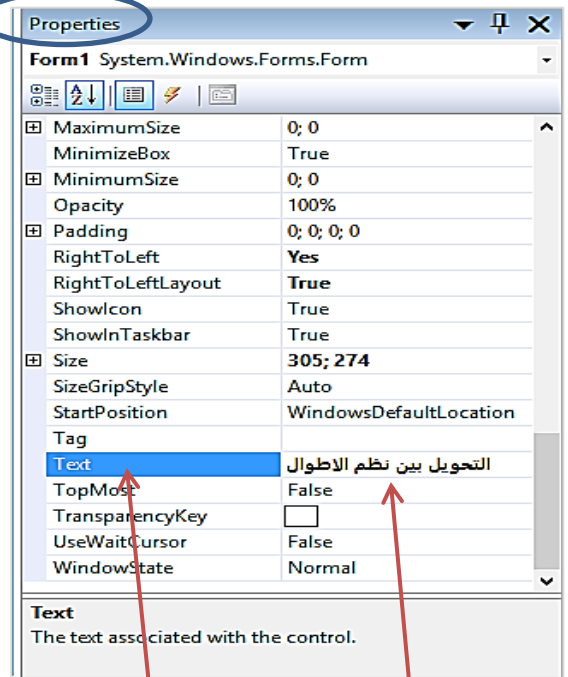 Properties
Form1 System.Windows.Forms.Form
MaximumSize 0; 0
MinimizeBox True
MinimumSize 0; 0
Opacity 100%
Padding 0; 0; 0; 0
RightToLeft Yes
RightToLeftLayout True
ShowIcon True
ShowInTaskbar True
Size 305; 274
SizeGripStyle Auto
StartPosition WindowsDefaultLocation
Tag
Text التحويل بين نظم الاطوال
TopMost False
TransparencyKey
UseWaitCursor False
WindowState Normal
Text
The text associated with the control.